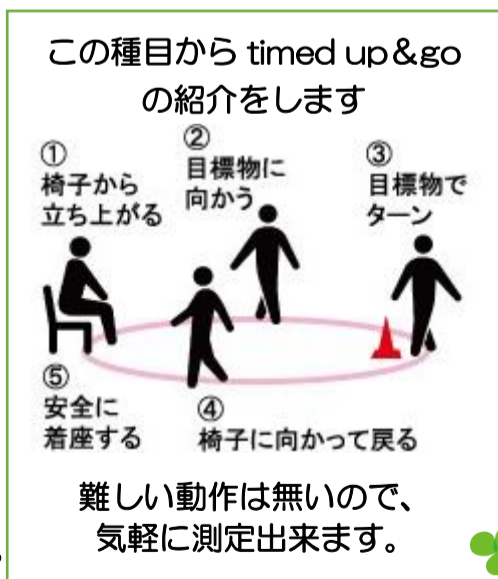 この種目から timed up&go
の紹介をします
①
椅子から
立ち上がる
②
目標物に
向かう
③
目標物で
ターン
④
椅子に向かって戻る
⑤
安全に
着座する
難しい動作は無いので、
気軽に測定出来ます。